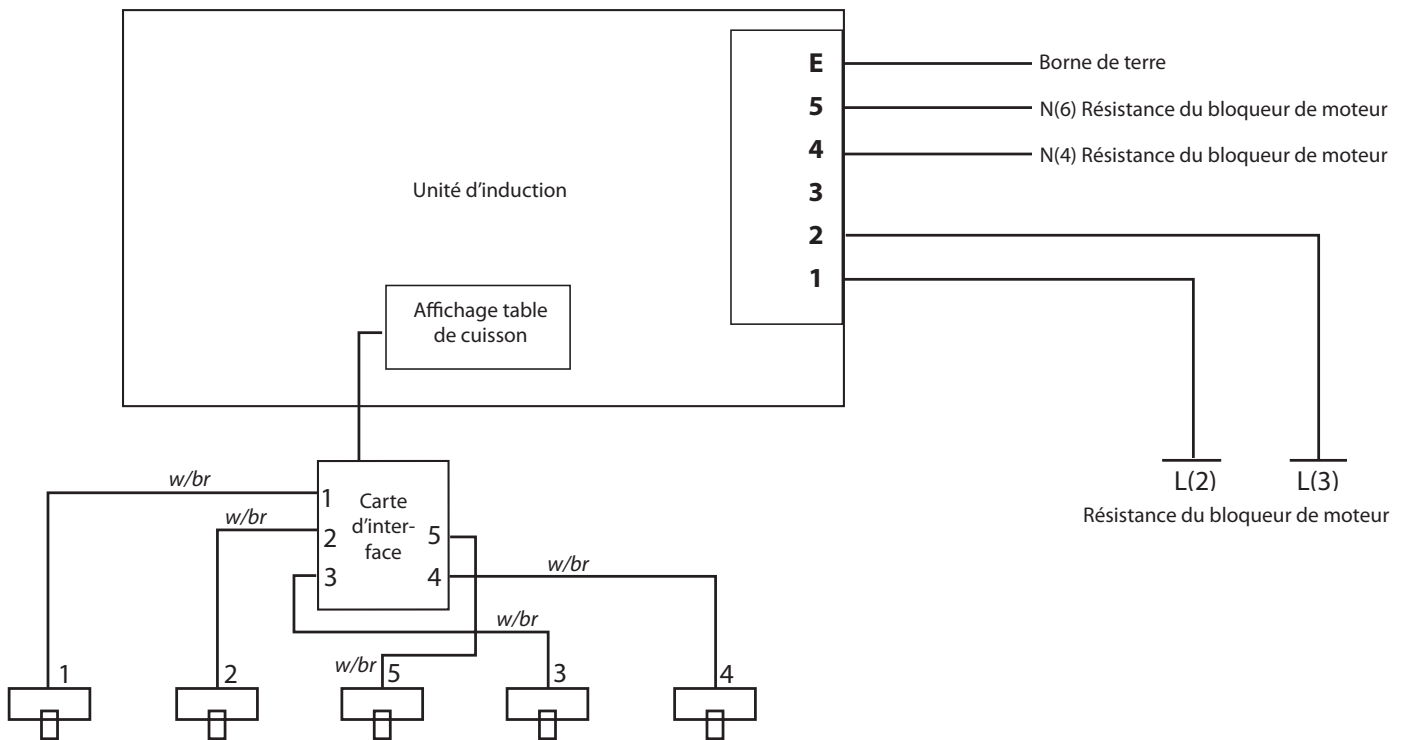 E
Borne de terre
5
N(6) Résistance du bloqueur de moteur
4
N(4) Résistance du bloqueur de moteur
3
Unité d’induction
2
1
Affichage table
de cuisson
L(2)
L(3)
Résistance du bloqueur de moteur
w/br
1
Carte
d’inter-
face
w/br
2
5
3
4
w/br
w/br
w/br
1
2
5
3
4